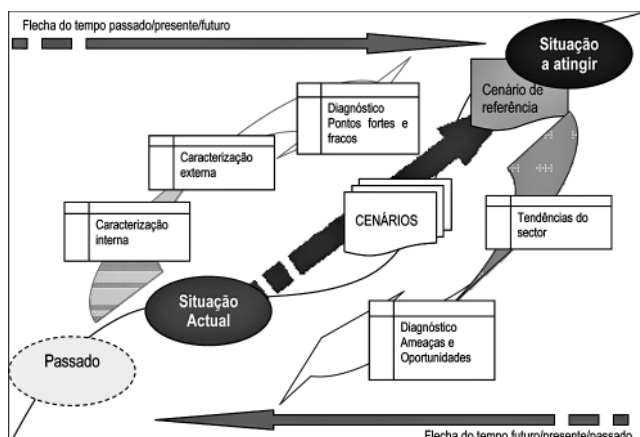 Flecha do tempo passado/presente/futuro
Situação
a atingir
Cenário de
referência
Diagnóstico
Pontos fortes e
fracos
Caracterização
externa
Caracterização
interna
CENÁRIOS
Tendências do
sector
Situação
Actual
Diagnóstico
Ameaças e
Oportunidades
Passado
Flecha do tempo futuro/presente/passado